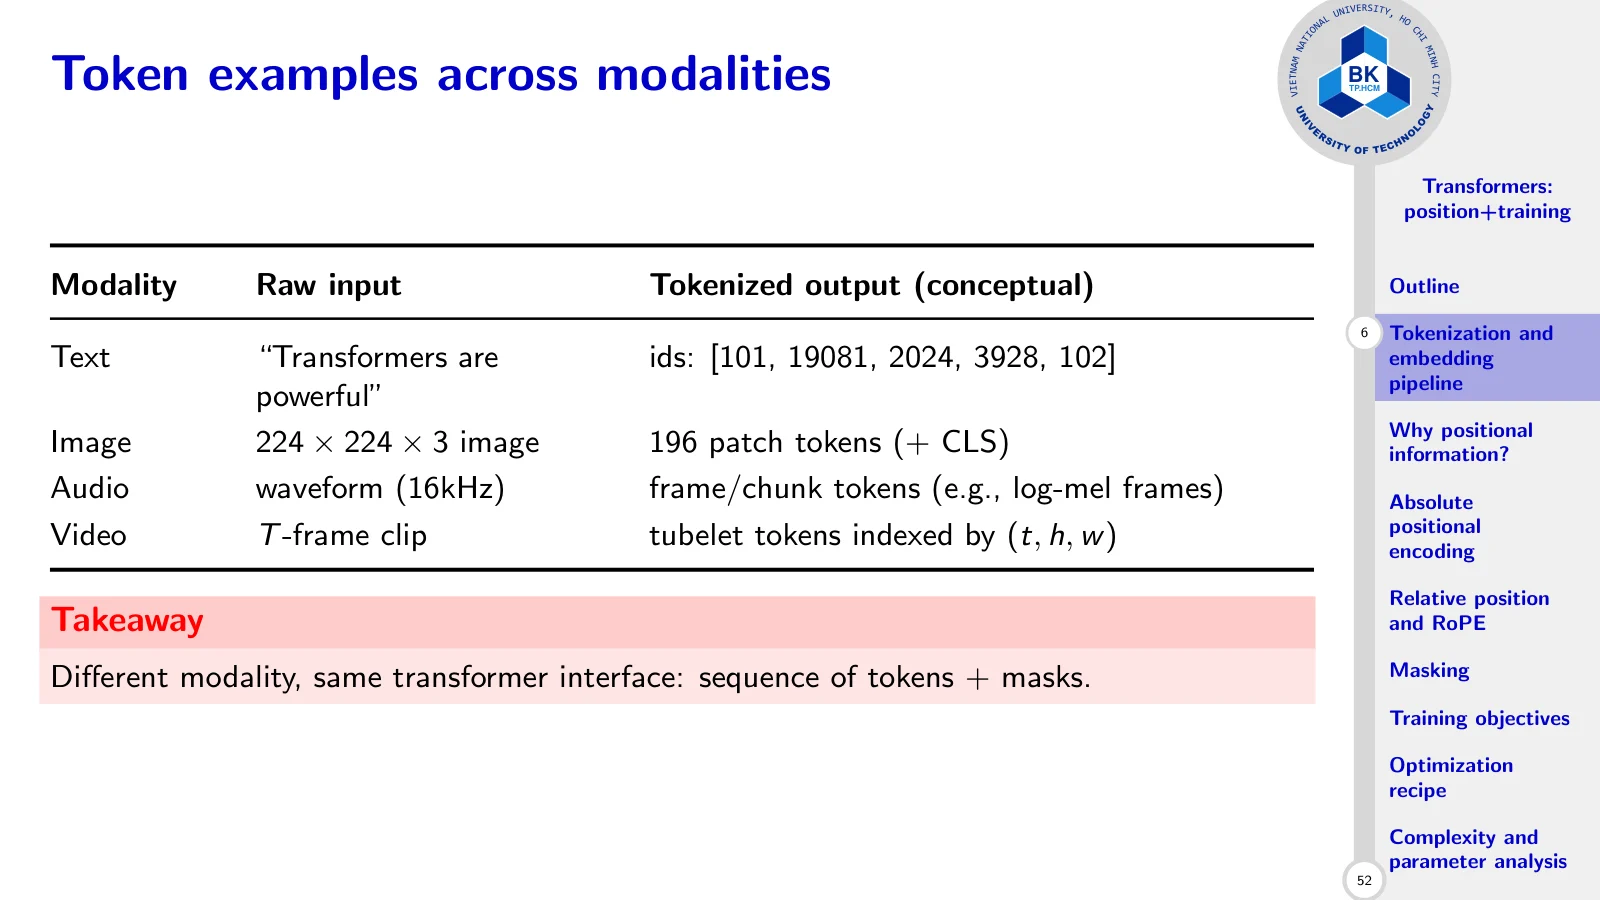 Token examples across modalities
VIETNAM NATIONAL UNIVERSITY, HO CHI MINH CITY
BK
TP.HCM
UNIVERSITY OF TECHNOLOGY
Transformers:
position+training
Modality Raw input Tokenized output (conceptual)
Text “Transformers are ids: [101, 19081, 2024, 3928, 102]
powerful”
Image 224 × 224 × 3 image 196 patch tokens (+ CLS)
Audio waveform (16kHz) frame/chunk tokens (e.g., log-mel frames)
Video T-frame clip tubelet tokens indexed by (t, h, w)
Takeaway
Different modality, same transformer interface: sequence of tokens + masks.
Outline
6
Tokenization and
embedding
pipeline
Why positional
information?
Absolute
positional
encoding
Relative position
and RoPE
Masking
Training objectives
Optimization
recipe
Complexity and
parameter analysis
52